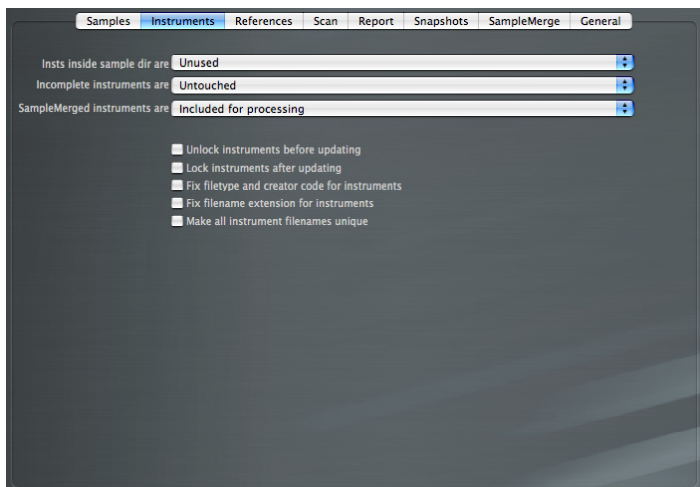 Samples Instruments References Scan Report Snapshots SampleMerge General
Insts inside sample dir are Unused
Incomplete instruments are Untouched
SampleMerged instruments are Included for processing
Unlock instruments before updating
Lock instruments after updating
Fix filetype and creator code for instruments
Fix filename extension for instruments
Make all instrument filenames unique